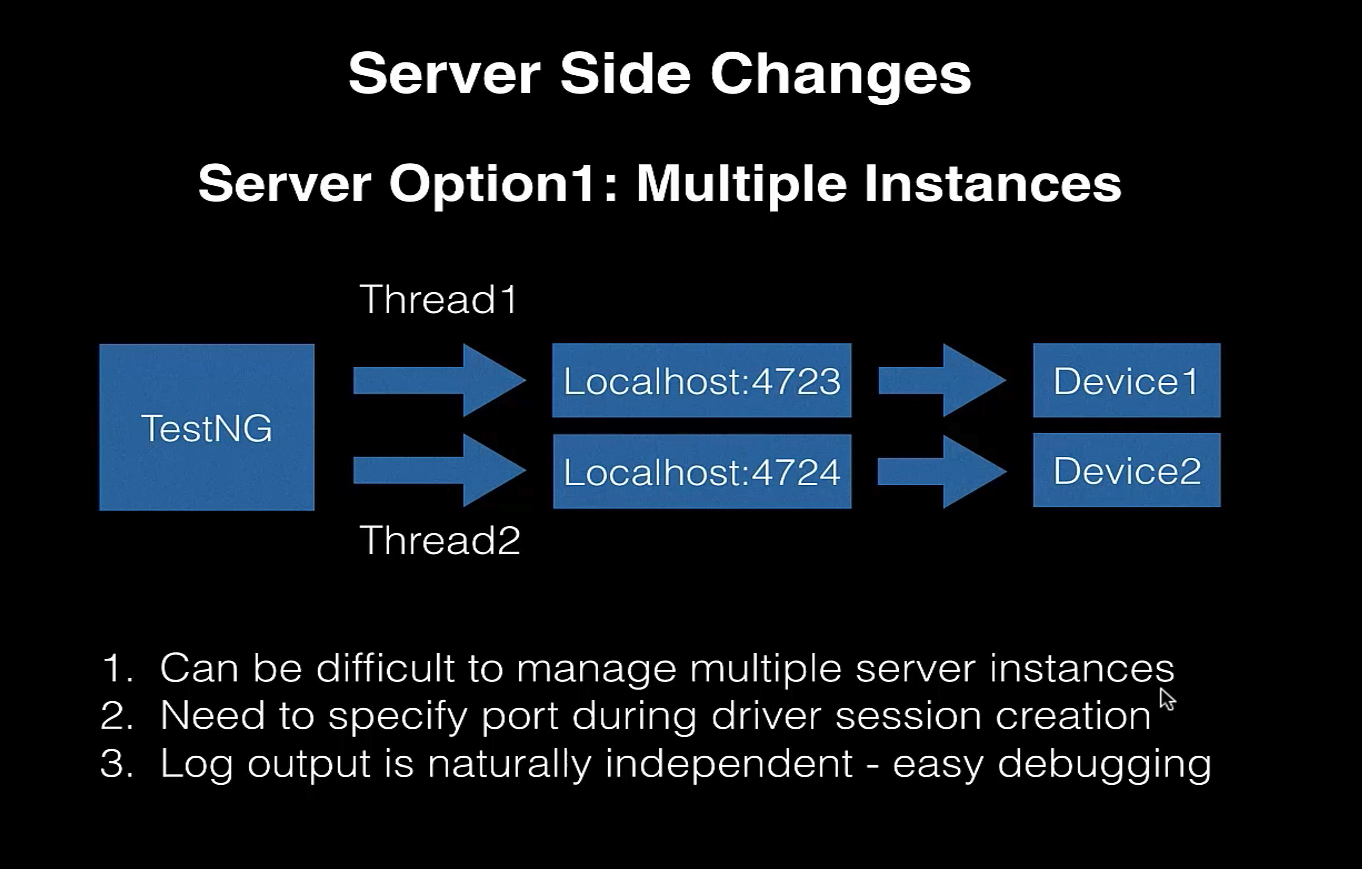 Server Side Changes
Server Option1: Multiple Instances
Thread1
TestNG
Localhost:4723
Device1
Localhost:4724
Device2
Thread2
1. Can be difficult to manage multiple server instances
2. Need to specify port during driver session creation
3. Log output is naturally independent - easy debugging